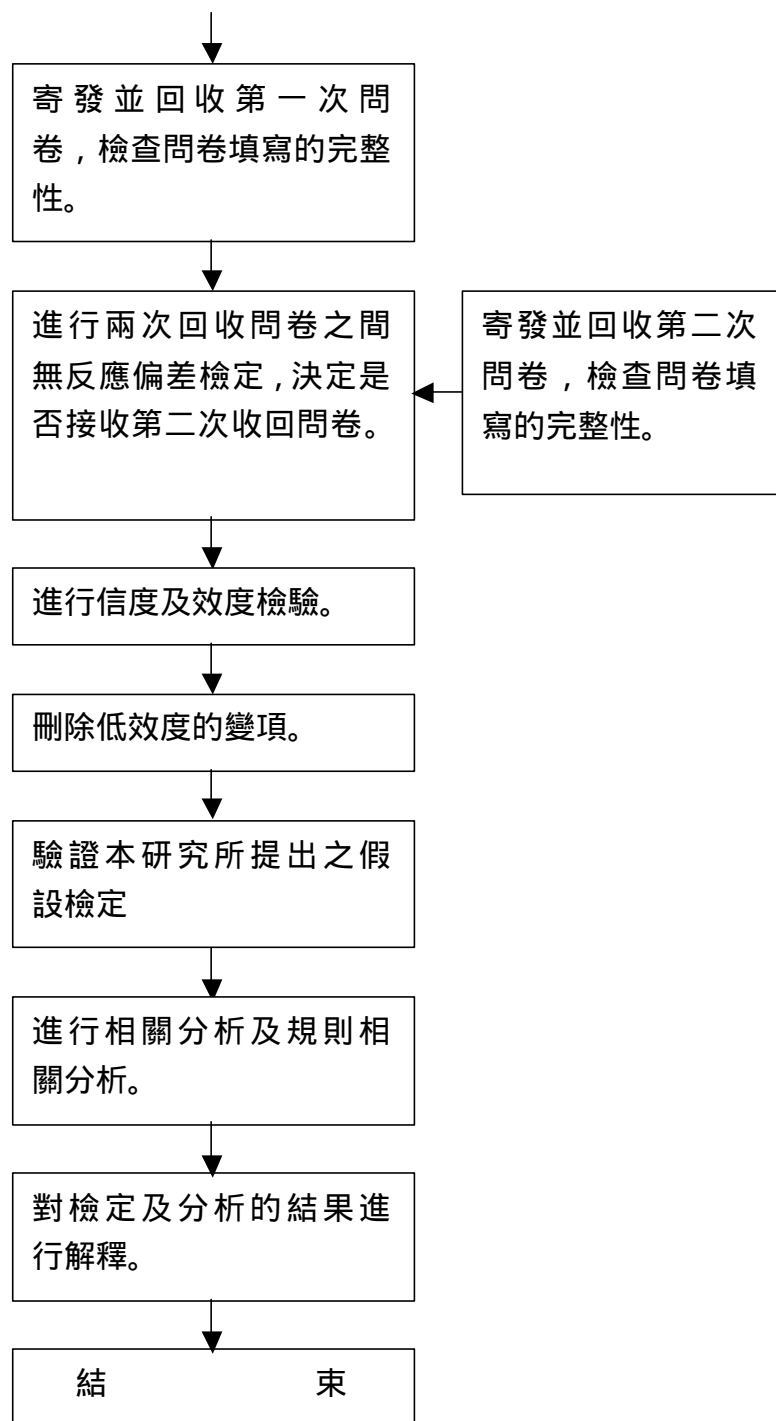 寄發並回收第一次問
卷，檢查問卷填寫的完整
性。
進行兩次回收問卷之間
無反應偏差檢定，決定是
否接收第二次收回問卷。
寄發並回收第二次
問卷，檢查問卷填
寫的完整性。
進行信度及效度檢驗。
刪除低效度的變項。
驗證本研究所提出之假
設檢定
進行相關分析及規則相
關分析。
對檢定及分析的結果進
行解釋。
結 束